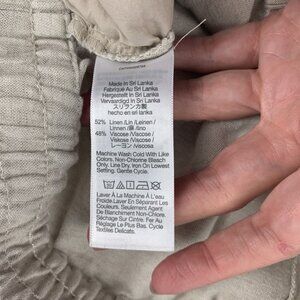 Made in Sri Lanka
Fabriqué Au Sri Lanka
Hergestellt In Sri Lanka
Vervaardigd In Sri Lanka
スリランカ製
hecho en Sri Lanka
52% Linen/Lin/Leinen/
Linnen/麻/lino
48% Viscose/Viscose/
Viskose/Viscose/
レーヨン/viscosa
Machine Wash Cold With Like
Colors. Non-Chlorine Bleach
Only. Line Dry. Iron On Lowest
Setting. Gentle Cycle.
Laver À La Machine À L'eau
Froide Laver En Séparant Les
Couleurs. Seulement Agent
De Blanchiment Non Chloré.
Sécher Sur Corde. Fer Au
Réglage Le Plus Bas. Cycle
Délicat.